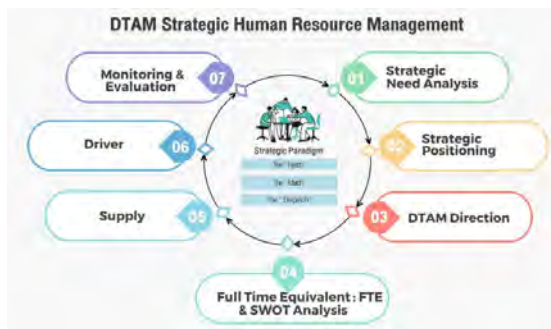 DTAM Strategic Human Resource Management
07
Monitoring &
Evaluation
01
Strategic
Need Analysis
06
Driver
02
Strategic
Positioning
05
Supply
03
DTAM Direction
04
Full Time Equivalent : FTE
& SWOT Analysis
Strategic Paradigm